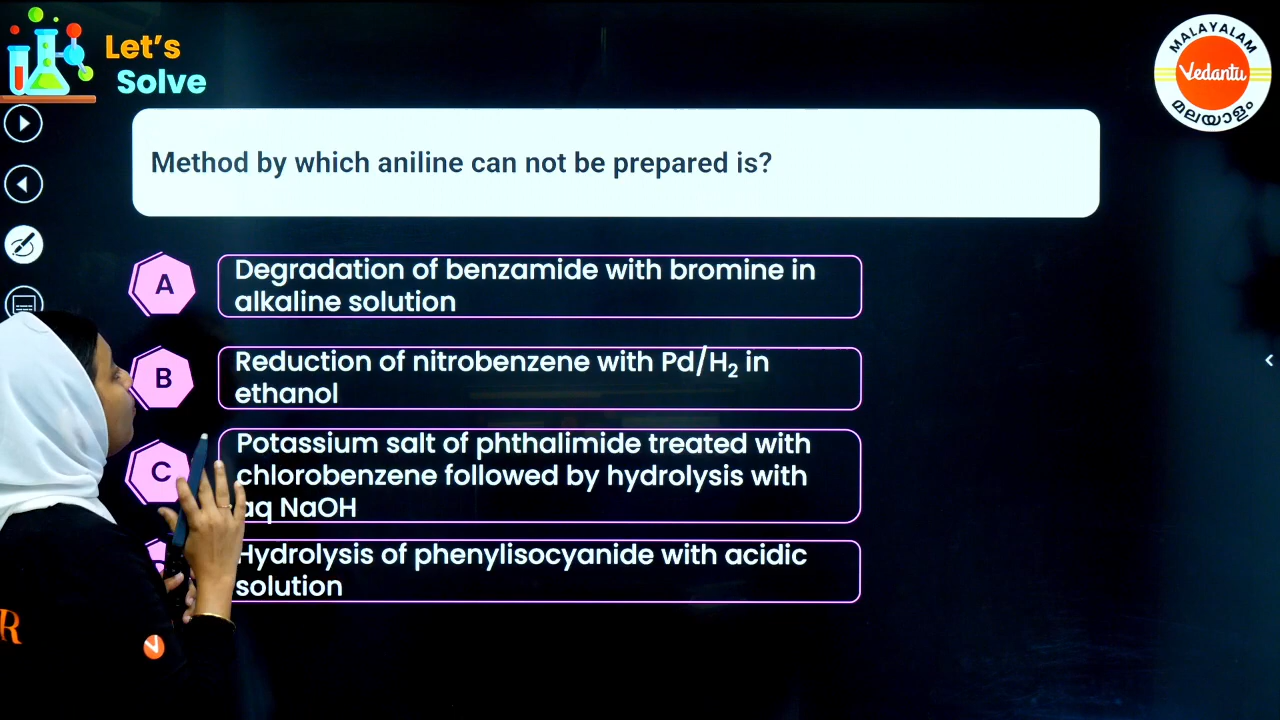 Let's
Solve
MALAYALAM
Vedantu
മലയാളം
Method by which aniline can not be prepared is?
A
Degradation of benzamide with bromine in
alkaline solution
B
Reduction of nitrobenzene with Pd/H₂ in
ethanol
C
Potassium salt of phthalimide treated with
chlorobenzene followed by hydrolysis with
aq NaOH
Hydrolysis of phenylisocyanide with acidic
solution
R